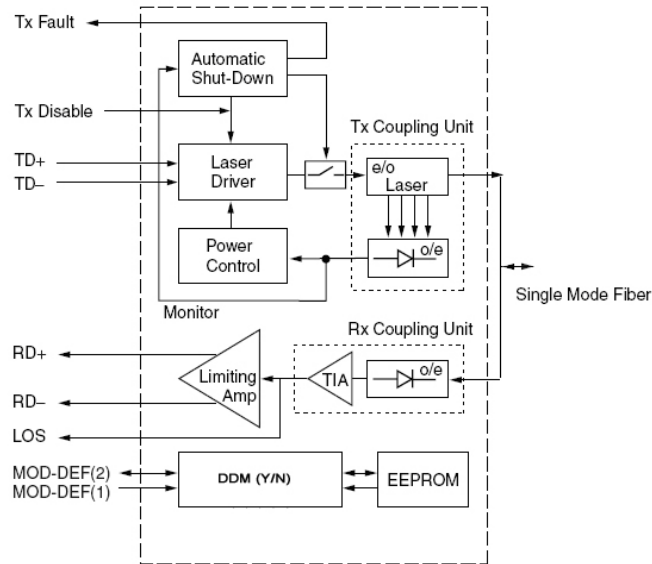 Tx Fault
Automatic
Shut-Down
Tx Disable
Tx Coupling Unit
TD+
TD–
Laser
Driver
e/o
Laser
Power
Control
o/e
Single Mode Fiber
Monitor
Rx Coupling Unit
RD+
Limiting
Amp
TIA
o/e
RD–
LOS
MOD-DEF(2)
MOD-DEF(1)
DDM (Y/N)
EEPROM